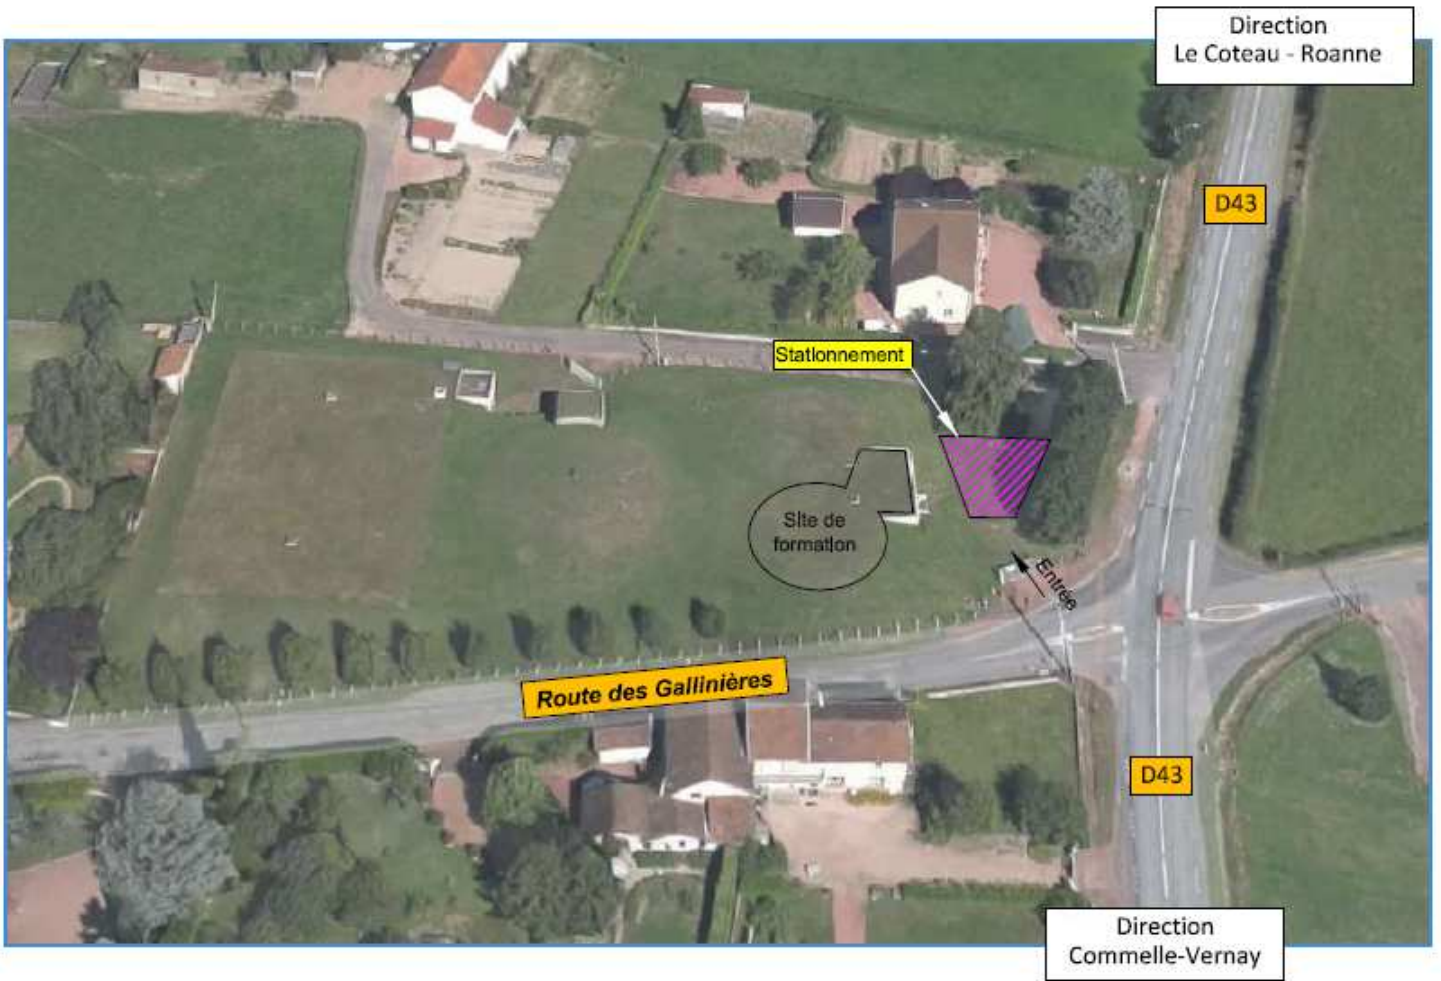 Direction
Le Coteau - Roanne
D43
Stationnement
Site de
formation
Entrée
Route des Gallinières
D43
Direction
Commelle-Vernay